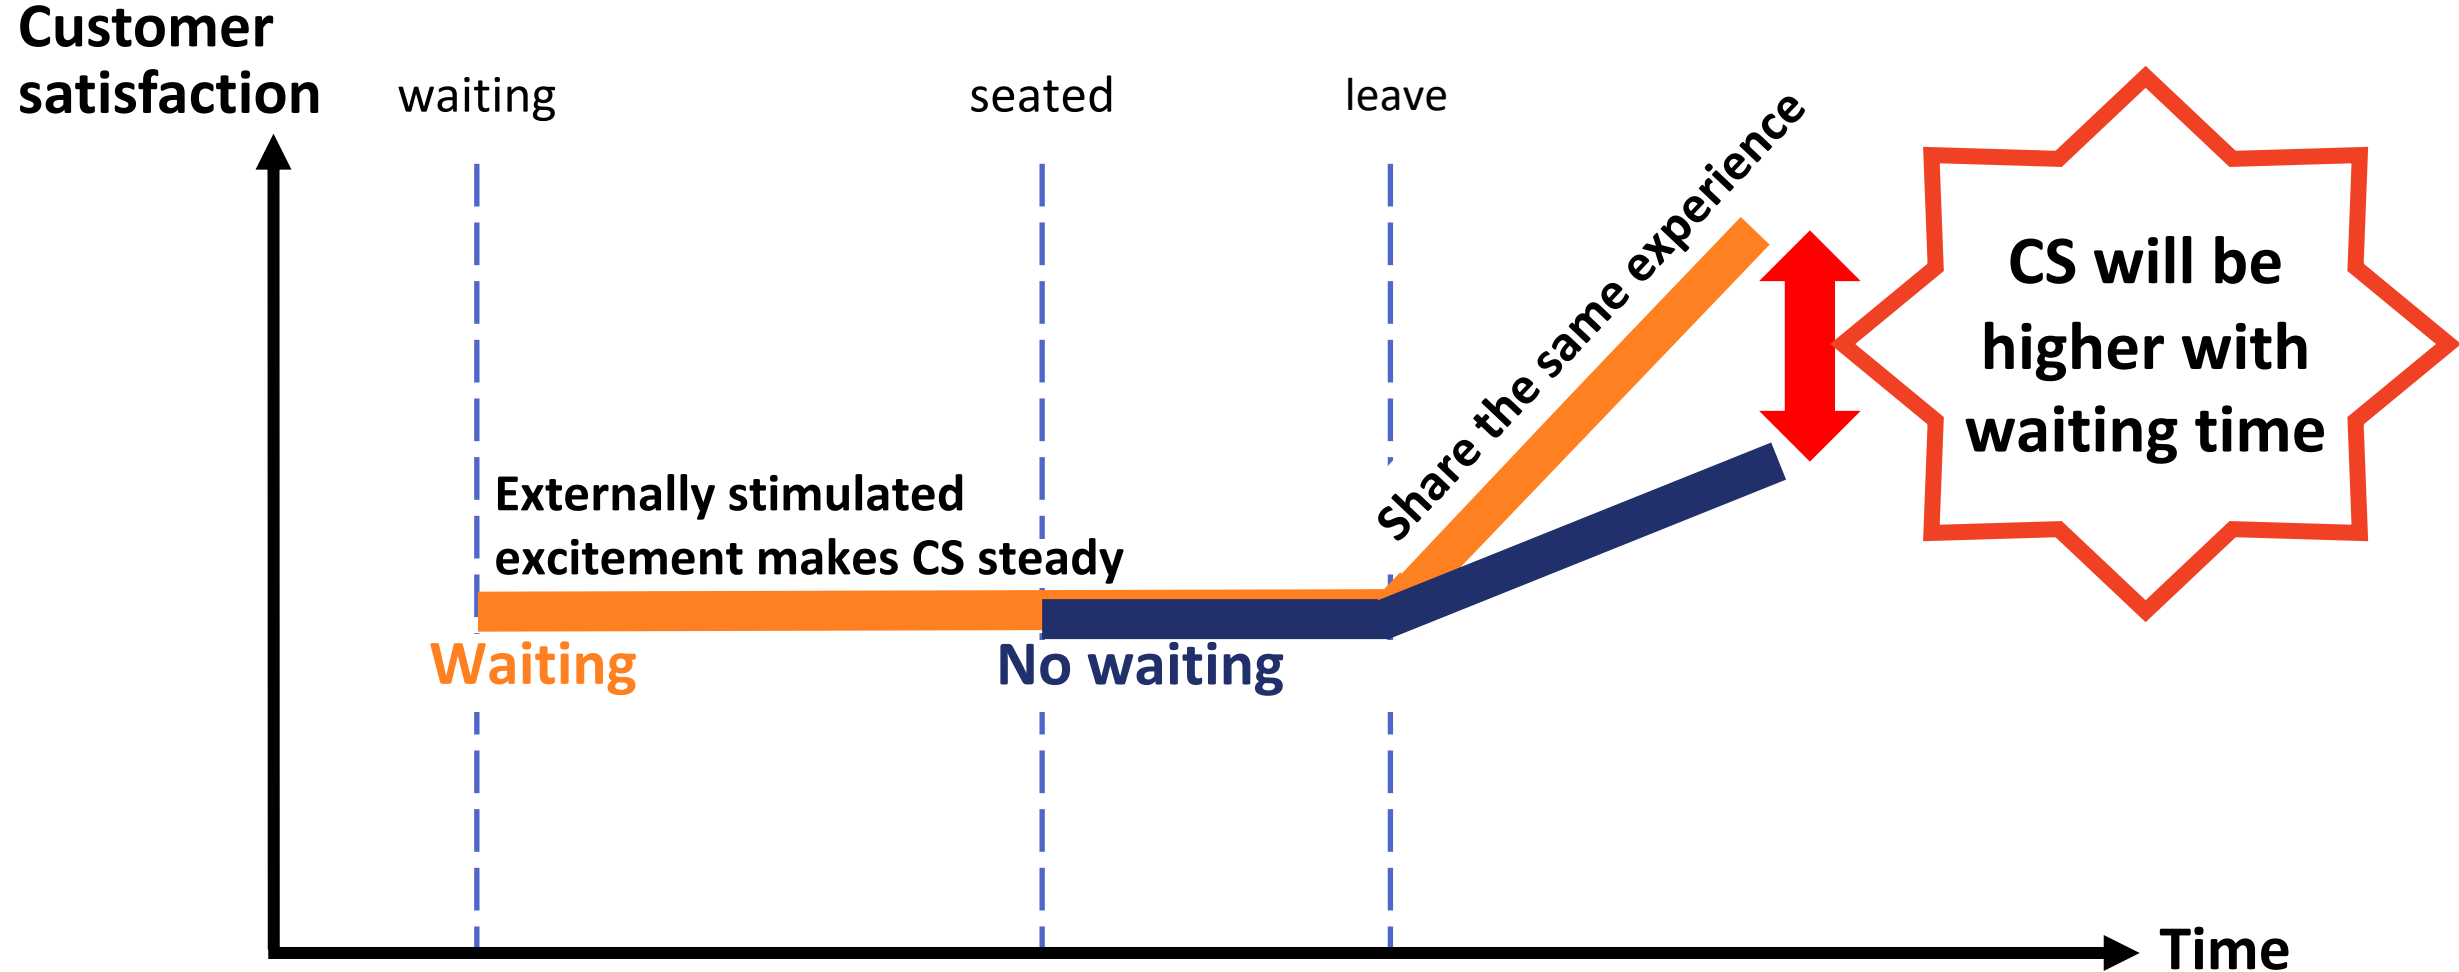 Customer
satisfaction
waiting
seated
leave
Share the same experience
CS will be
higher with
waiting time
Externally stimulated
excitement makes CS steady
Waiting
No waiting
Time